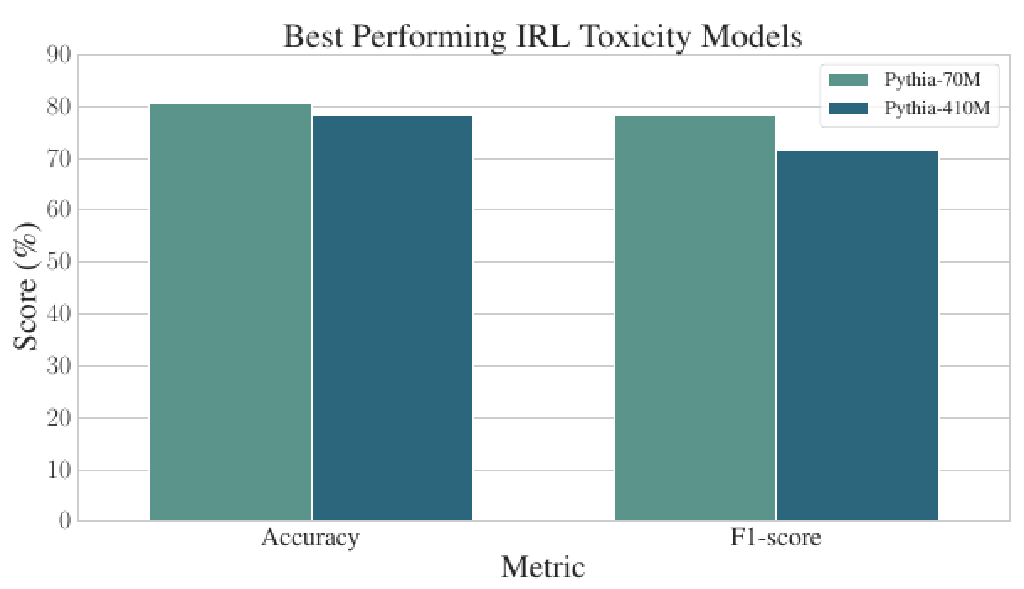 Best Performing IRL Toxicity Models
90
80
70
60
50
40
30
20
10
0
Score (%)
Pythia-70M
Pythia-410M
Accuracy
F1-score
Metric